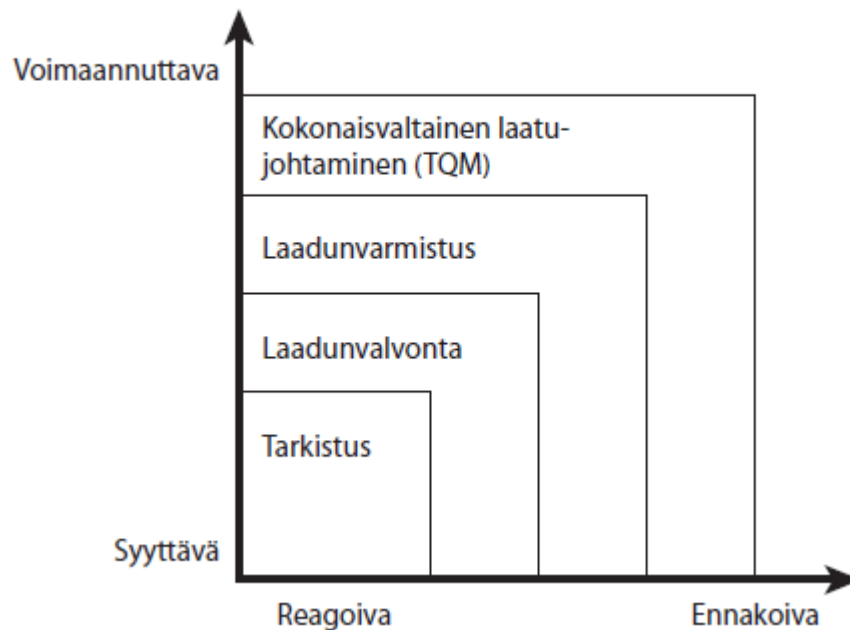 Voimaannuttava
Kokonaisvaltainen laatu-
johtaminen (TQM)
Laadunvarmistus
Laadunvalvonta
Tarkistus
Syyttävä
Reagoiva
Ennakoiva